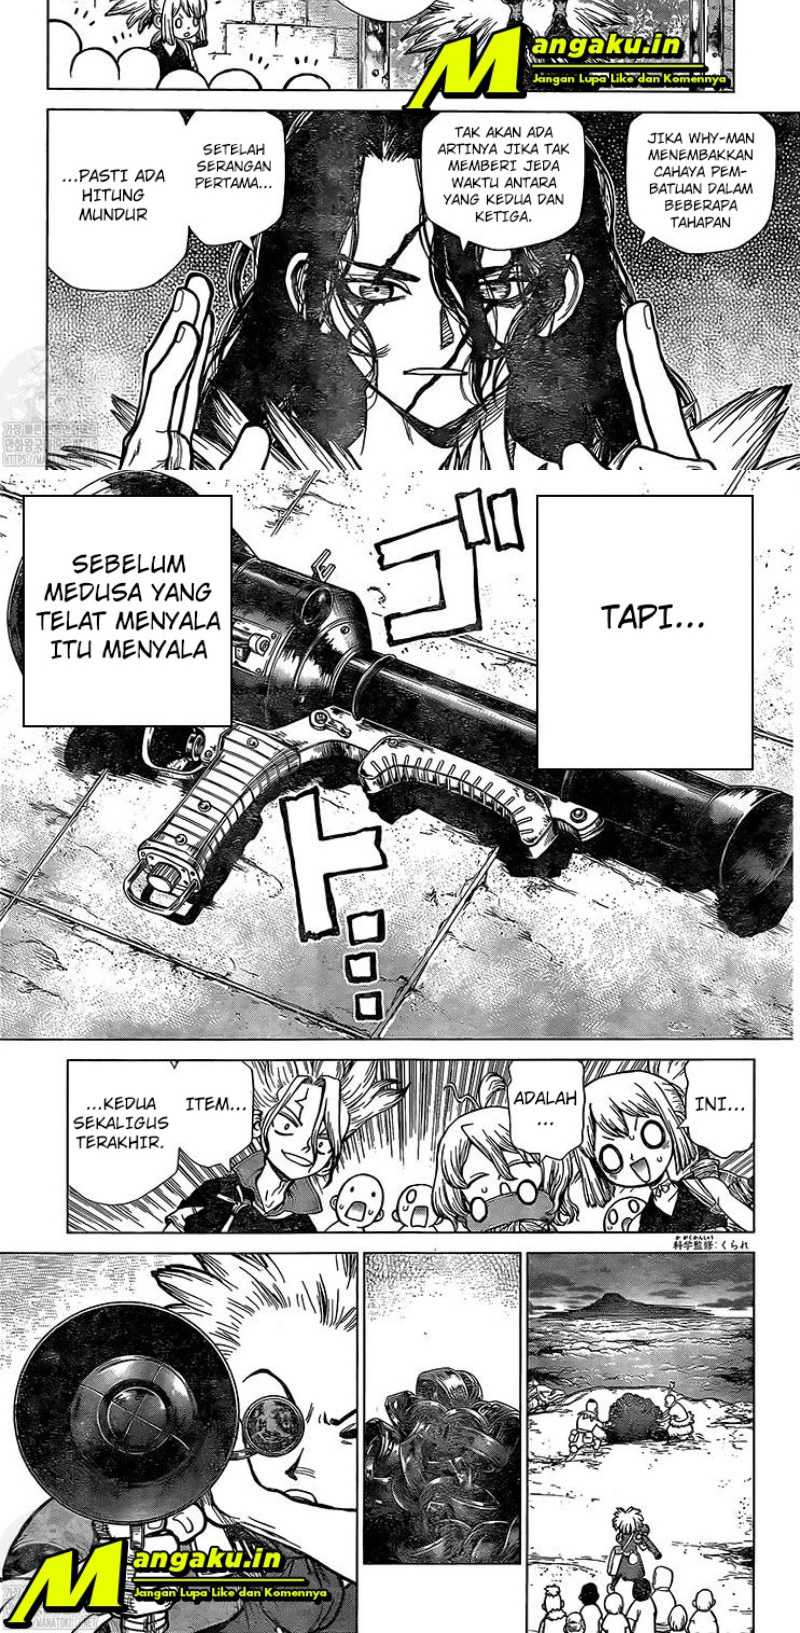 Mangaku.in
Jangan Lupa Like dan Komennya
JIKA WHY-MAN
MENEMBAKKAN
CAHAYA PEM-
BATUAN DALAM
BEBERAPA
TAHAPAN
TAK AKAN ADA
ARTINYA JIKA TAK
MEMBERI JEDA
WAKTU ANTARA
YANG KEDUA DAN
KETIGA.
SETELAH
SERANGAN
PERTAMA...
...PASTI ADA
HITUNG
MUNDUR
TAPI...
ゴ
ト...
SEBELUM
MEDUSA YANG
TELAT MENYALA
ITU MENYALA
INI...
ADALAH
...
ITEM...
...KEDUA
SEKALIGUS
TERAKHIR.
科学監修:くられ
Mangaku.in
Jangan Lupa Like dan Komennya